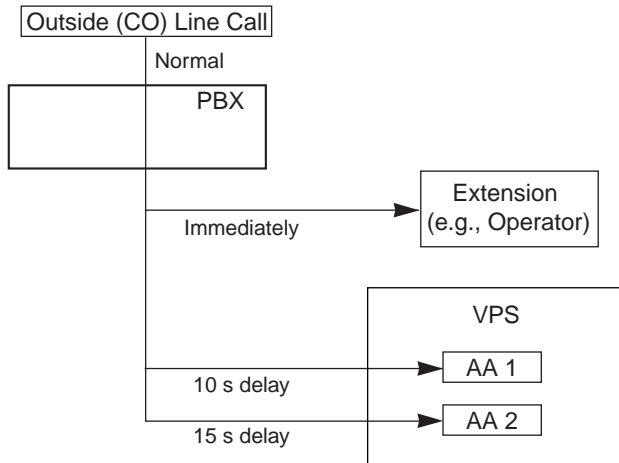 Outside (CO) Line Call
Normal
PBX
Immediately
Extension
(e.g., Operator)
VPS
10 s delay
AA 1
15 s delay
AA 2